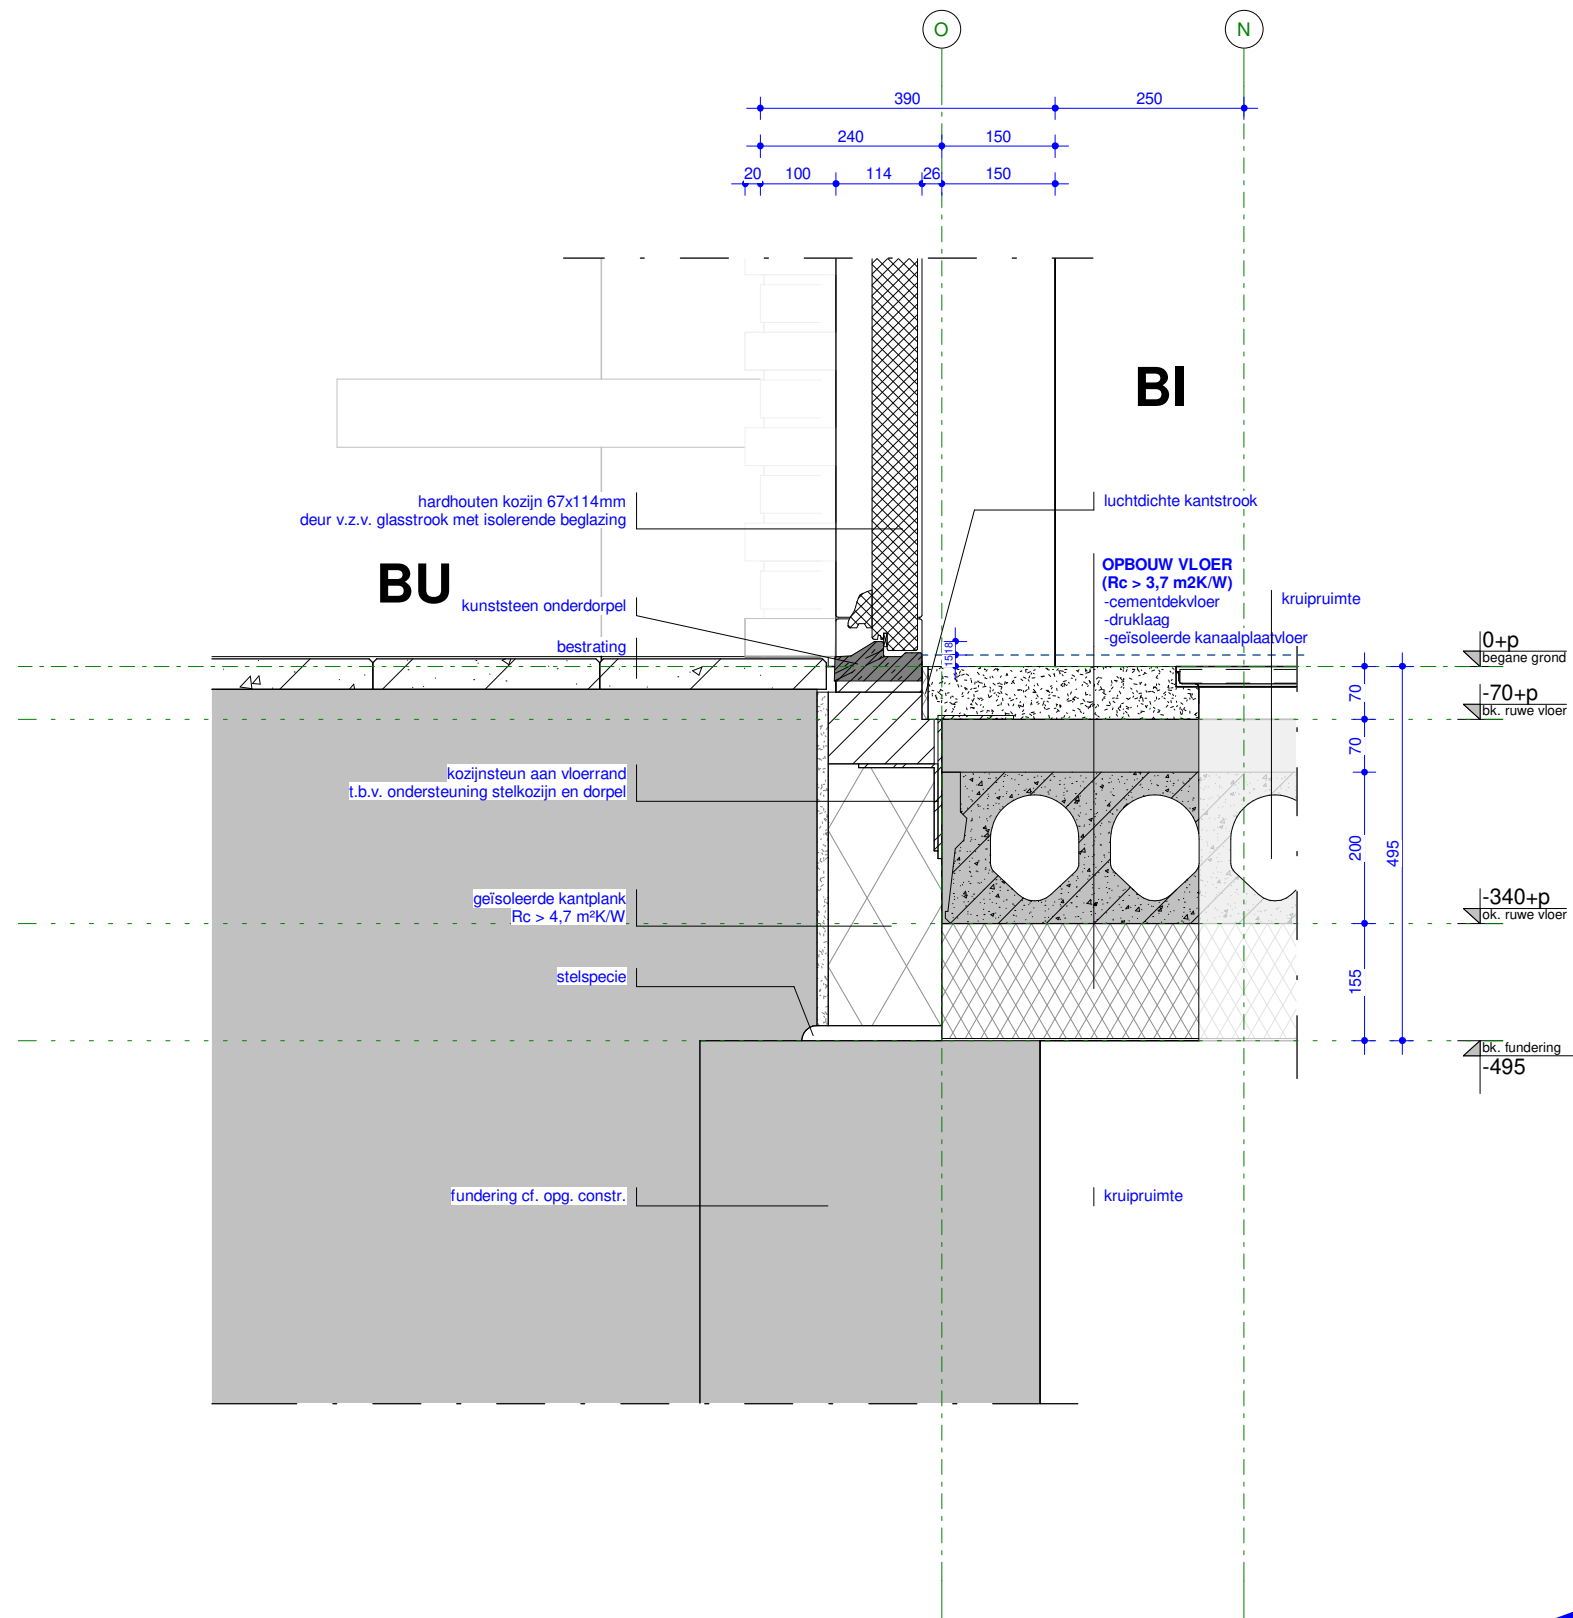 O
N
390
250
240
150
20
100
114
26
150
BI
hardhouten kozijn 67x114mm
deur v.z.v. glasstrook met isolerende beglazing
luchtdichte kantstrook
BU
OPBOUW VLOER
(Rc > 3,7 m2K/W)
-cementdekvloer
-druklaag
-geïsoleerde kanaalplaatvloer
kruipruimte
kunststeen onderdorpel
bestrating
15
18
0+p
begane grond
70
-70+p
bk. ruwe vloer
70
kozijnsteun aan vloerrand
t.b.v. ondersteuning stelkozijn en dorpel
200
495
geïsoleerde kantplank
Rc > 4,7 m²K/W
-340+p
ok. ruwe vloer
stelspecie
155
bk. fundering
-495
fundering cf. opg. constr.
kruipruimte